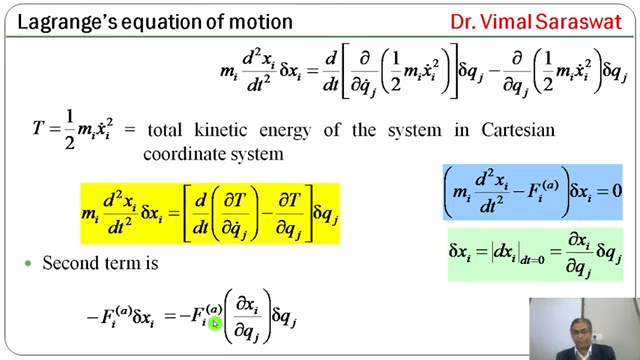 Lagrange's equation of motion
Dr. Vimal Saraswat
m_i d²x_i/dt² δx_i = d/dt [∂/∂q̇_j (1/2 m_i ẋ_i²)] δq_j − ∂/∂q_j (1/2 m_i ẋ_i²) δq_j
T = 1/2 m_i ẋ_i² = total kinetic energy of the system in Cartesian
coordinate system
(m_i d²x_i/dt² − F_i^(a)) δx_i = 0
m_i d²x_i/dt² δx_i = [d/dt (∂T/∂q̇_j) − ∂T/∂q_j] δq_j
δx_i = |dx_i|_dt=0 = ∂x_i/∂q_j δq_j
• Second term is
−F_i^(a) δx_i = −F_i^(a) (∂x_i/∂q_j) δq_j